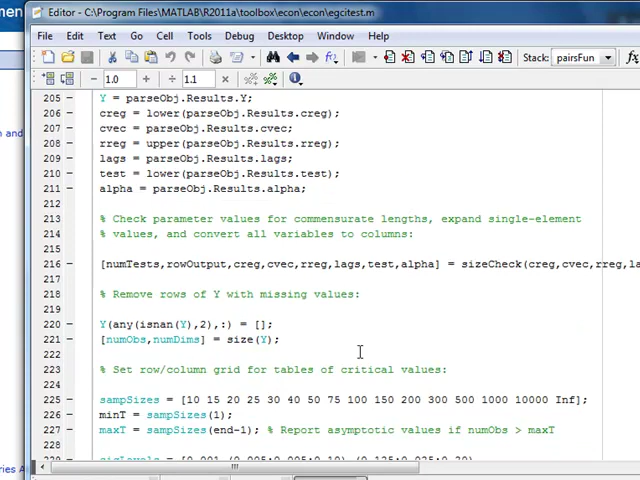 men
Editor - C:\Program Files\MATLAB\R2011a\toolbox\econ\econ\egcitest.m
File Edit Text Go Cell Tools Debug Desktop Window Help
Stack: pairsFun
1.0 + ÷ 1.1 ×
205 – Y = parseObj.Results.Y;
206 – creg = lower(parseObj.Results.creg);
207 – cvec = parseObj.Results.cvec;
208 – rreg = upper(parseObj.Results.rreg);
209 – lags = parseObj.Results.lags;
210 – test = lower(parseObj.Results.test);
211 – alpha = parseObj.Results.alpha;
212
213 % Check parameter values for commensurate lengths, expand single-element
214 % values, and convert all variables to columns:
215
216 – [numTests,rowOutput,creg,cvec,rreg,lags,test,alpha] = sizeCheck(creg,cvec,rreg,la
217
218 % Remove rows of Y with missing values:
219
220 – Y(any(isnan(Y),2),:) = [];
221 – [numObs,numDims] = size(Y);
222
223 % Set row/column grid for tables of critical values:
224
225 – sampSizes = [10 15 20 25 30 40 50 75 100 150 200 300 500 1000 10000 Inf];
226 – minT = sampSizes(1);
227 – maxT = sampSizes(end-1); % Report asymptotic values if numObs > maxT
228
ion and
eries A